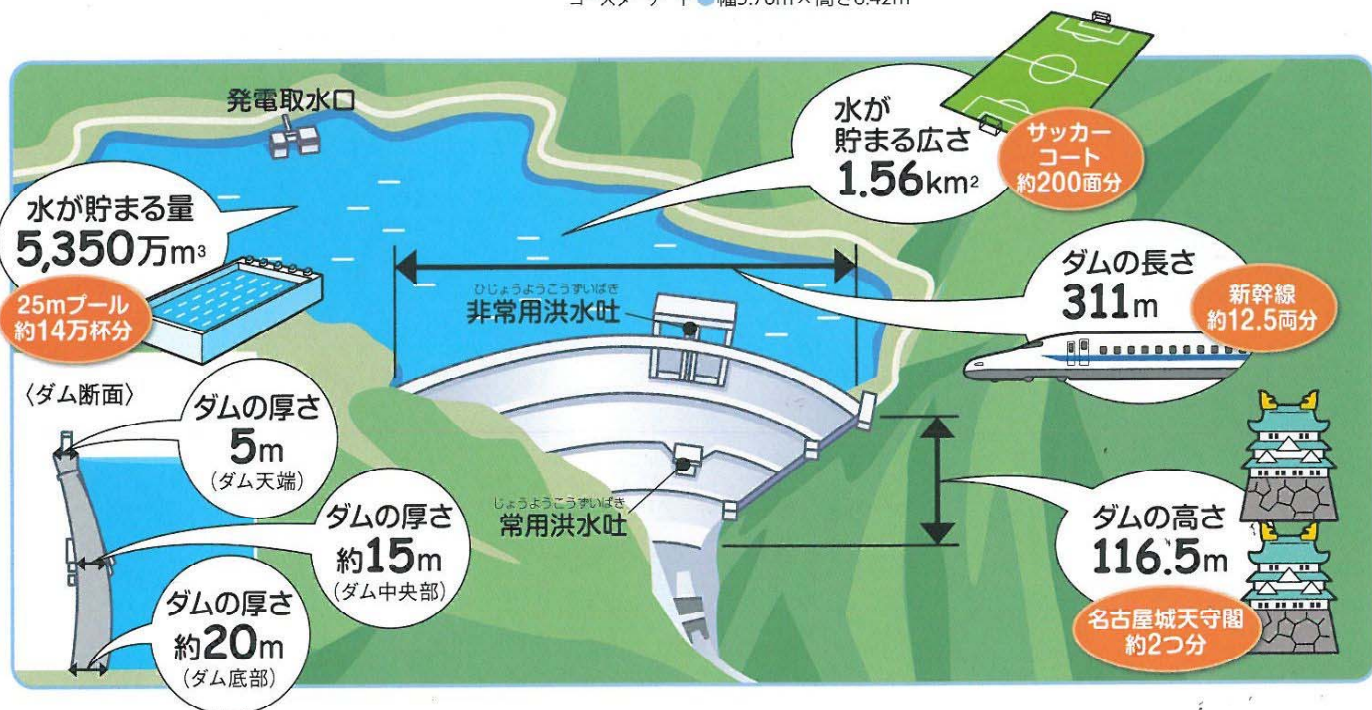 発電取水口
水が
貯まる広さ
1.56km²
サッカー
コート
約200面分
水が貯まる量
5,350万m³
25mプール
約14万杯分
ひじょうようこうずいばき
非常用洪水吐
ダムの長さ
311m
新幹線
約12.5両分
〈ダム断面〉
ダムの厚さ
5m
(ダム天端)
ダムの厚さ
約15m
(ダム中央部)
ダムの厚さ
約20m
(ダム底部)
じょうようこうずいばき
常用洪水吐
ダムの高さ
116.5m
名古屋城天守閣
約2つ分